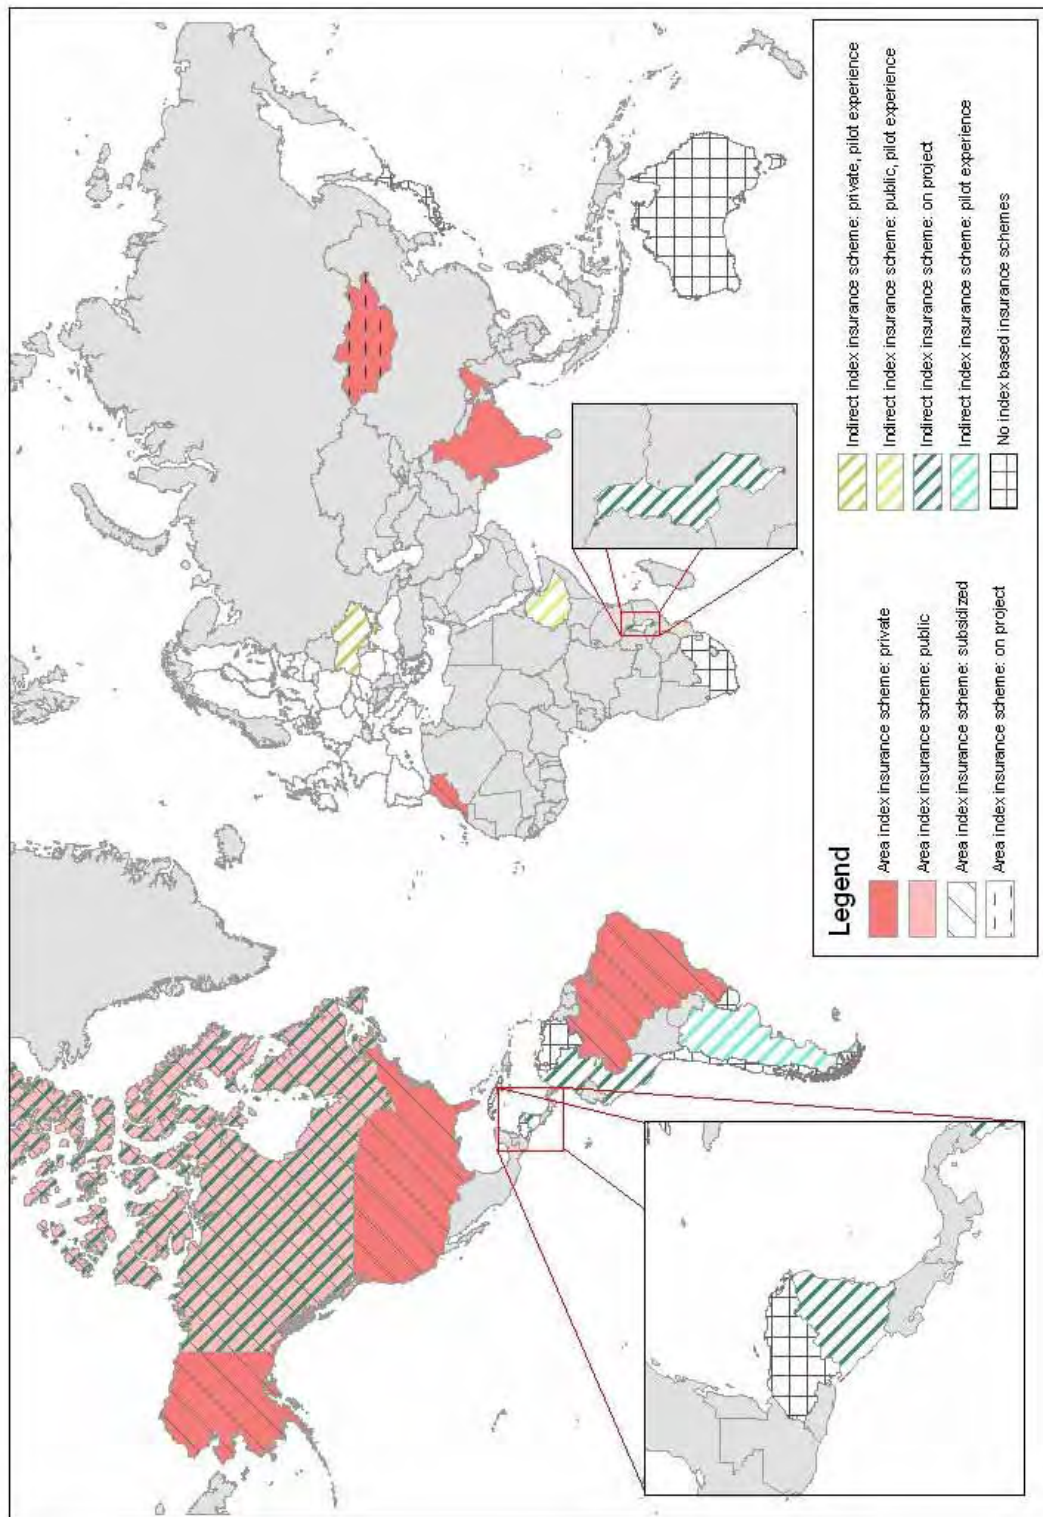 Legend
Area index insurance scheme: private
Area index insurance scheme: public
Area index insurance scheme: subsidized
Area index insurance scheme: on project
Indirect index insurance scheme: private, pilot experience
Indirect index insurance scheme: public, pilot experience
Indirect index insurance scheme: on project
Indirect index insurance scheme: pilot experience
No index based insurance schemes